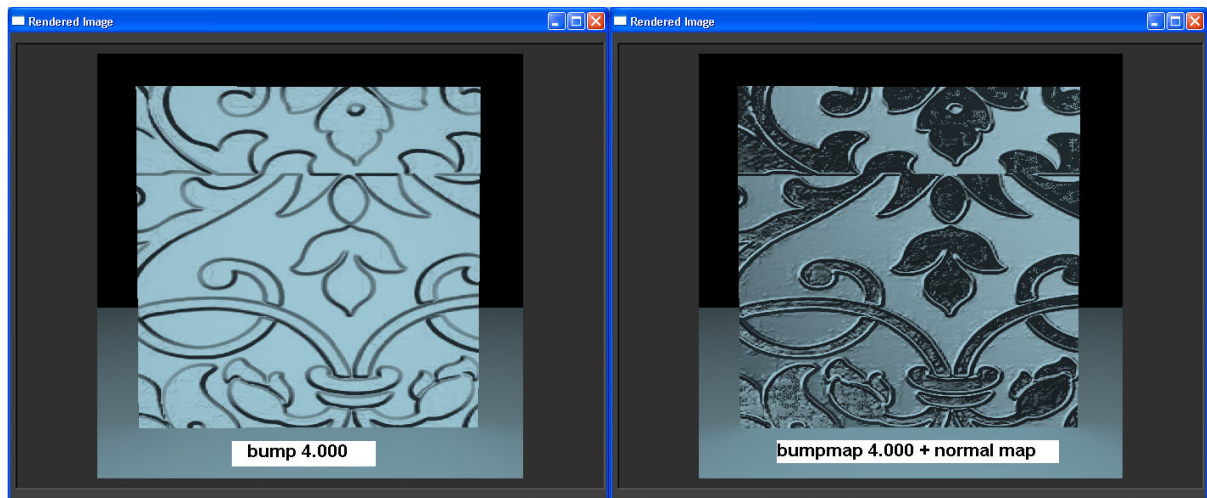 Rendered Image
Rendered Image
bump 4.000
bumpmap 4.000 + normal map